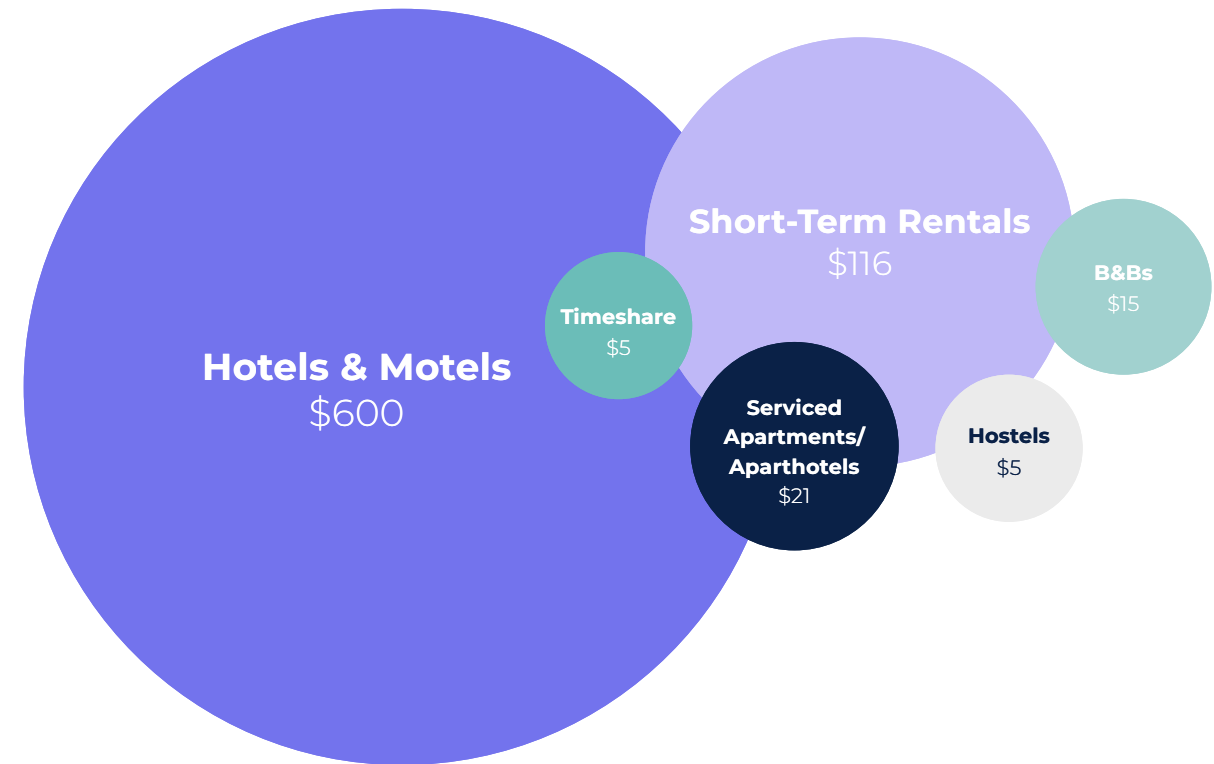 Hotels & Motels
$600
Timeshare
$5
Short-Term Rentals
$116
Serviced
Apartments/
Aparthotels
$21
B&Bs
$15
Hostels
$5